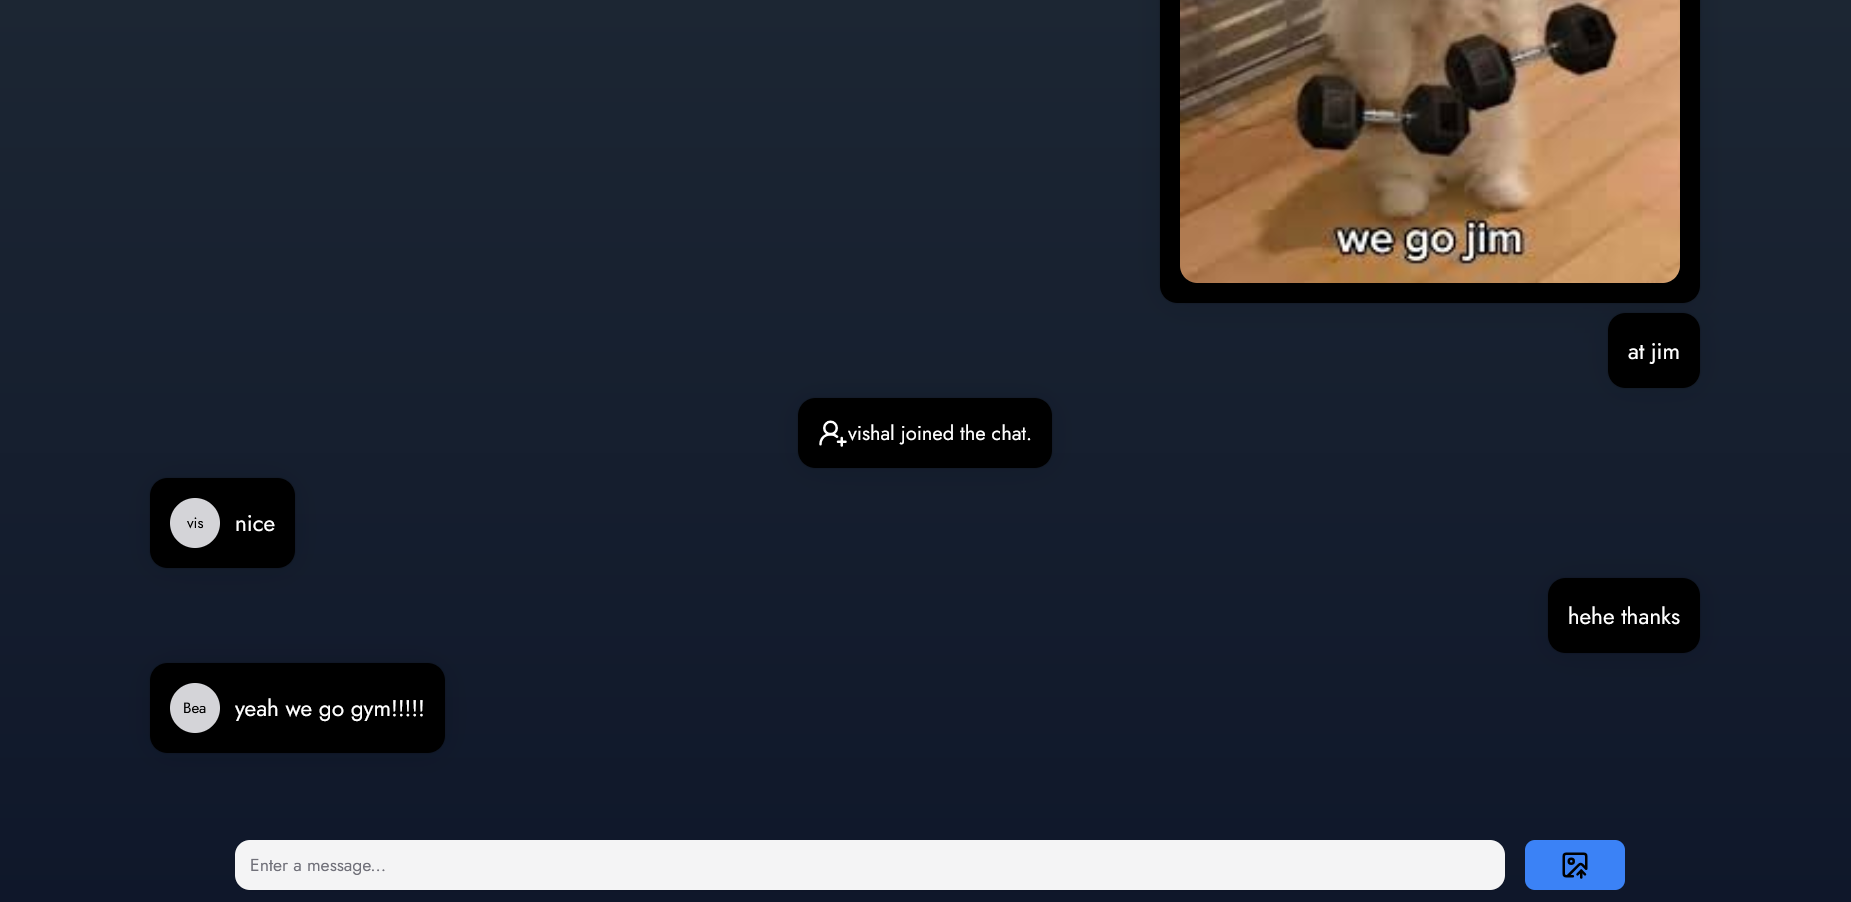 we go jim
at jim
vishal joined the chat.
vis
nice
hehe thanks
Bea
yeah we go gym!!!!!
Enter a message...